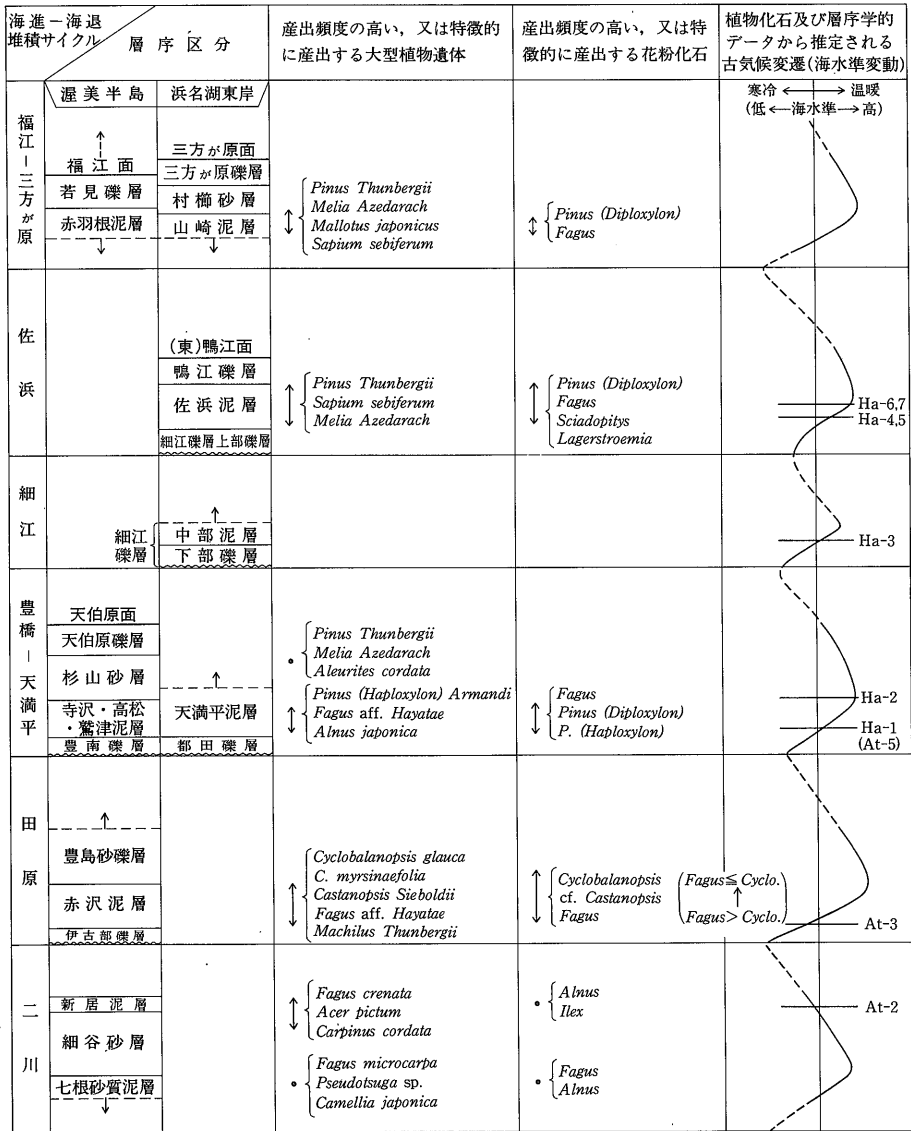 海進－海退
堆積サイクル
層序区分
産出頻度の高い，又は特徴的
に産出する大型植物遺体
産出頻度の高い，又は特
徴的に産出する花粉化石
植物化石及び層序学的
データから推定される
古気候変遷(海水準変動)
渥美半島
浜名湖東岸
寒冷 ←→ 温暖
(低 ←海水準→ 高)
福江－三方が原
福江面
若見礫層
赤羽根泥層
三方が原面
三方が原礫層
村櫛砂層
山崎泥層
Pinus Thunbergii
Melia Azedarach
Mallotus japonicus
Sapium sebiferum
Pinus (Diploxylon)
Fagus
佐浜
(東)鴨江面
鴨江礫層
佐浜泥層
細江礫層上部礫層
Pinus Thunbergii
Sapium sebiferum
Melia Azedarach
Pinus (Diploxylon)
Fagus
Sciadopitys
Lagerstroemia
Ha-6,7
Ha-4,5
細江
細江
礫層
中部泥層
下部礫層
Ha-3
豊橋－天満平
天伯原面
天伯原礫層
杉山砂層
寺沢・高松
・鷲津泥層
豊南礫層
天満平泥層
都田礫層
Pinus Thunbergii
Melia Azedarach
Aleurites cordata
Pinus (Haploxylon) Armandi
Fagus aff. Hayatae
Alnus japonica
Fagus
Pinus (Diploxylon)
P. (Haploxylon)
Ha-2
Ha-1
(At-5)
田原
豊島砂礫層
赤沢泥層
伊古部礫層
Cyclobalanopsis glauca
C. myrsinaefolia
Castanopsis Sieboldii
Fagus aff. Hayatae
Machilus Thunbergii
Cyclobalanopsis
cf. Castanopsis
Fagus
(Fagus≦Cyclo.
↑
Fagus>Cyclo.)
At-3
二川
新居泥層
細谷砂層
七根砂質泥層
Fagus crenata
Acer pictum
Carpinus cordata
Alnus
Ilex
At-2
Fagus microcarpa
Pseudotsuga sp.
Camellia japonica
Fagus
Alnus